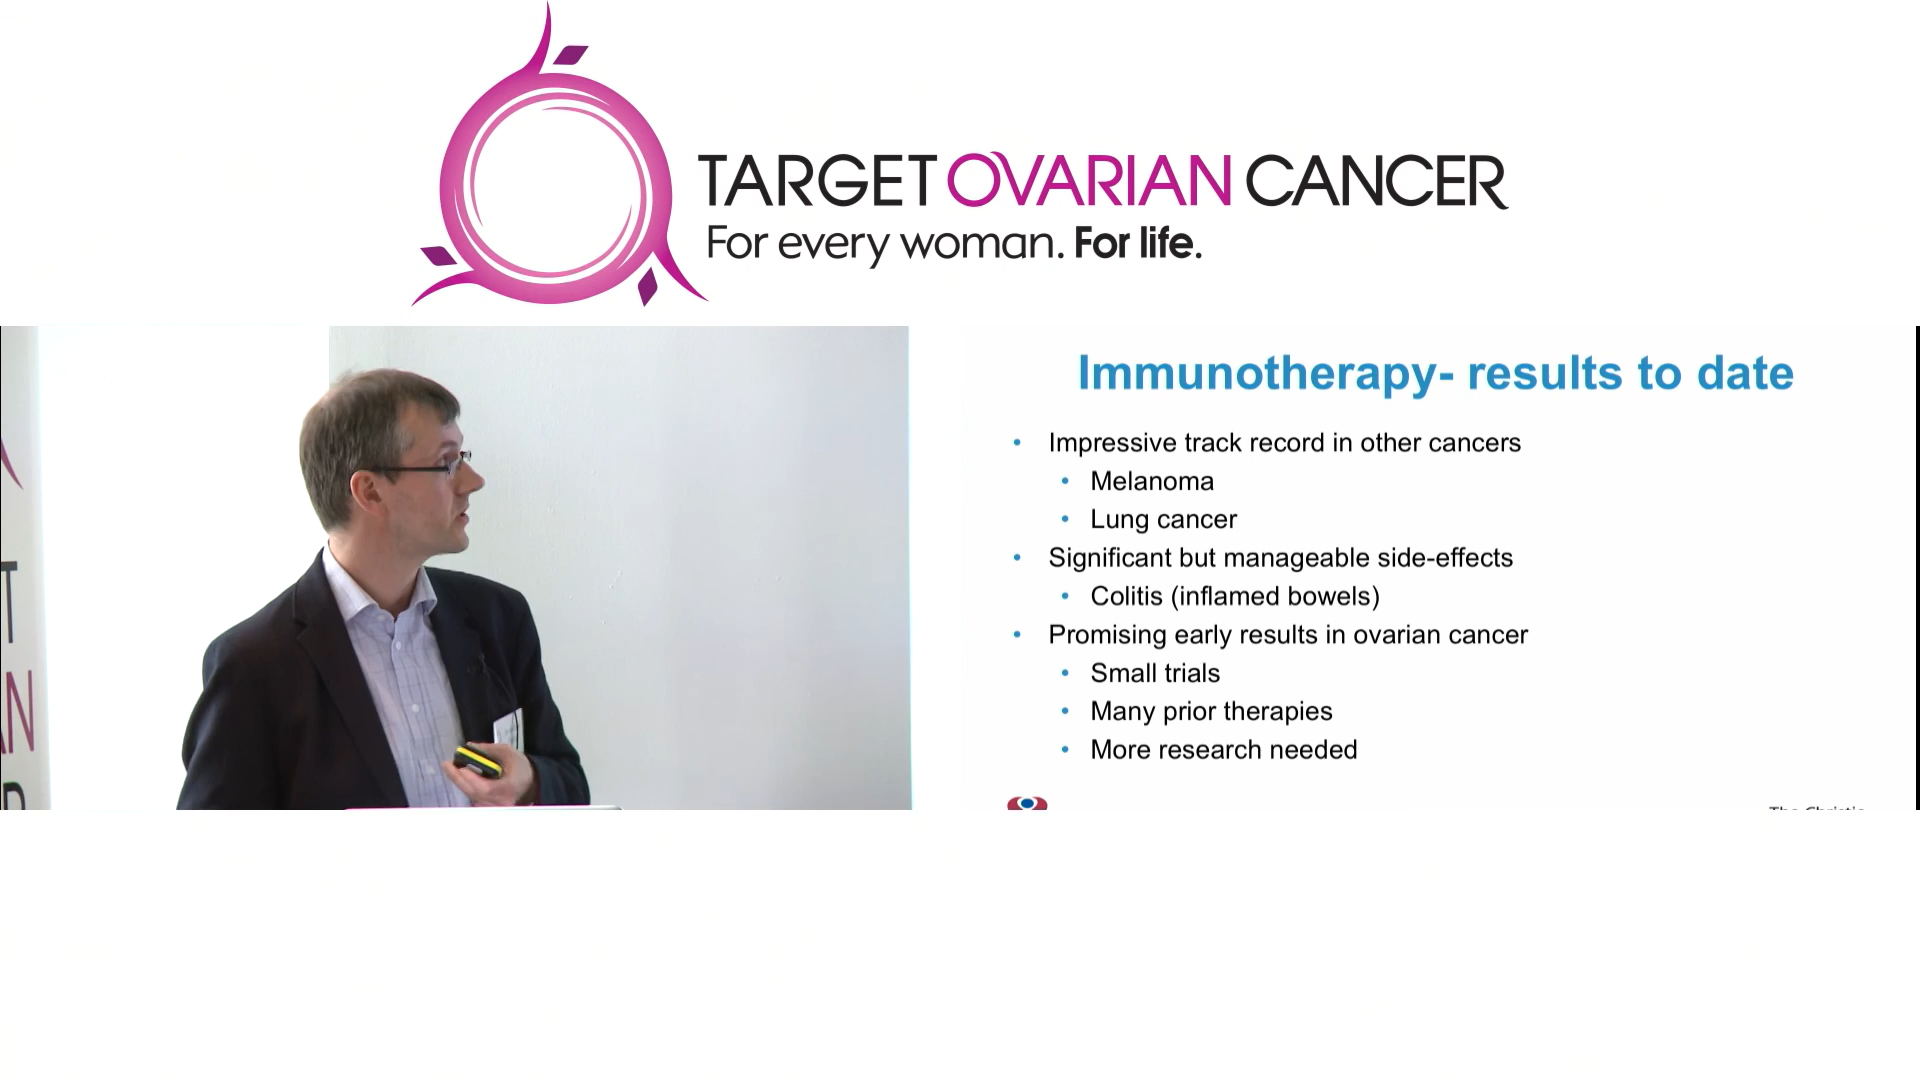 TARGET OVARIAN CANCER
For every woman. For life.
Immunotherapy- results to date
• Impressive track record in other cancers
• Melanoma
• Lung cancer
• Significant but manageable side-effects
• Colitis (inflamed bowels)
• Promising early results in ovarian cancer
• Small trials
• Many prior therapies
• More research needed